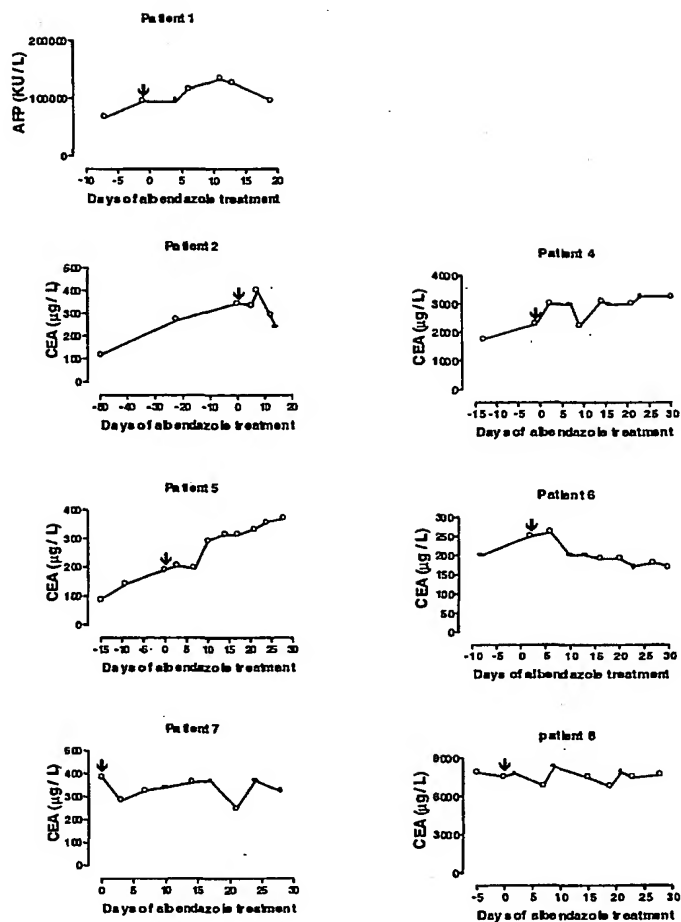 Patient 1
AFP (KU/L)
200000
100000
0
-10 -5 0 5 10 15 20
Days of albendazole treatment
Patient 2
CEA (µg/L)
500
400
300
200
100
0
-50 -40 -30 -20 -10 0 10 20
Days of albendazole treatment
Patient 4
CEA (µg/L)
4000
3000
2000
1000
0
-15 -10 -5 0 5 10 15 20 25 30
Days of albendazole treatment
Patient 5
CEA (µg/L)
400
300
200
100
0
-15 -10 -5 0 5 10 15 20 25 30
Days of albendazole treatment
Patient 6
CEA (µg/L)
300
250
200
150
100
50
0
-10 -5 0 5 10 15 20 25 30
Days of albendazole treatment
Patient 7
CEA (µg/L)
500
400
300
200
100
0
0 5 10 15 20 25 30
Days of albendazole treatment
patient 8
CEA (µg/L)
9000
6000
3000
0
-5 0 5 10 15 20 25 30
Days of albendazole treatment